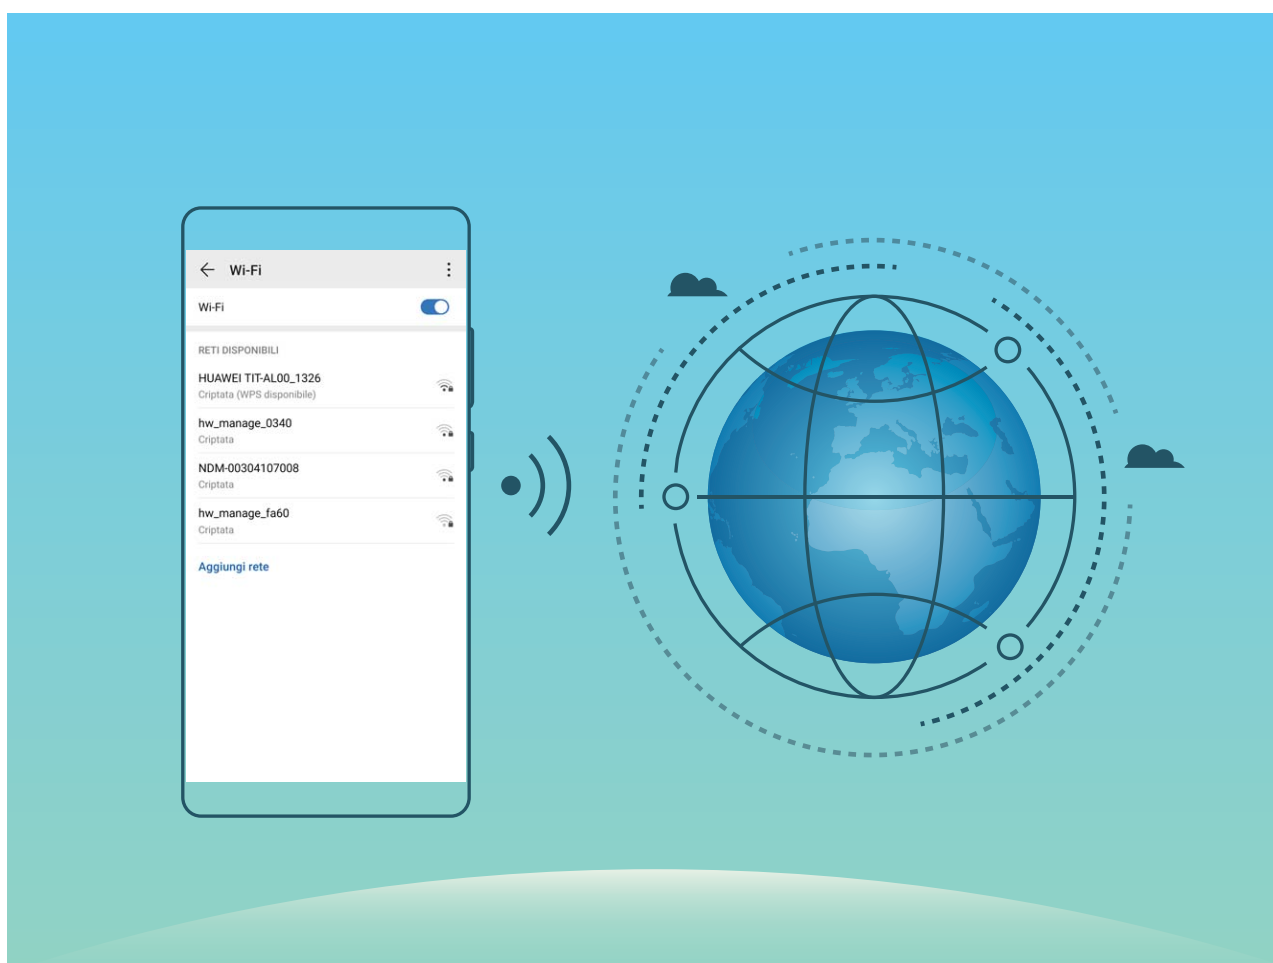 Wi-Fi
Wi-Fi
RETI DISPONIBILI
HUAWEI TIT-AL00_1326
Criptata (WPS disponibile)
hw_manage_0340
Criptata
NDM-00304107008
Criptata
hw_manage_fa60
Criptata
Aggiungi rete